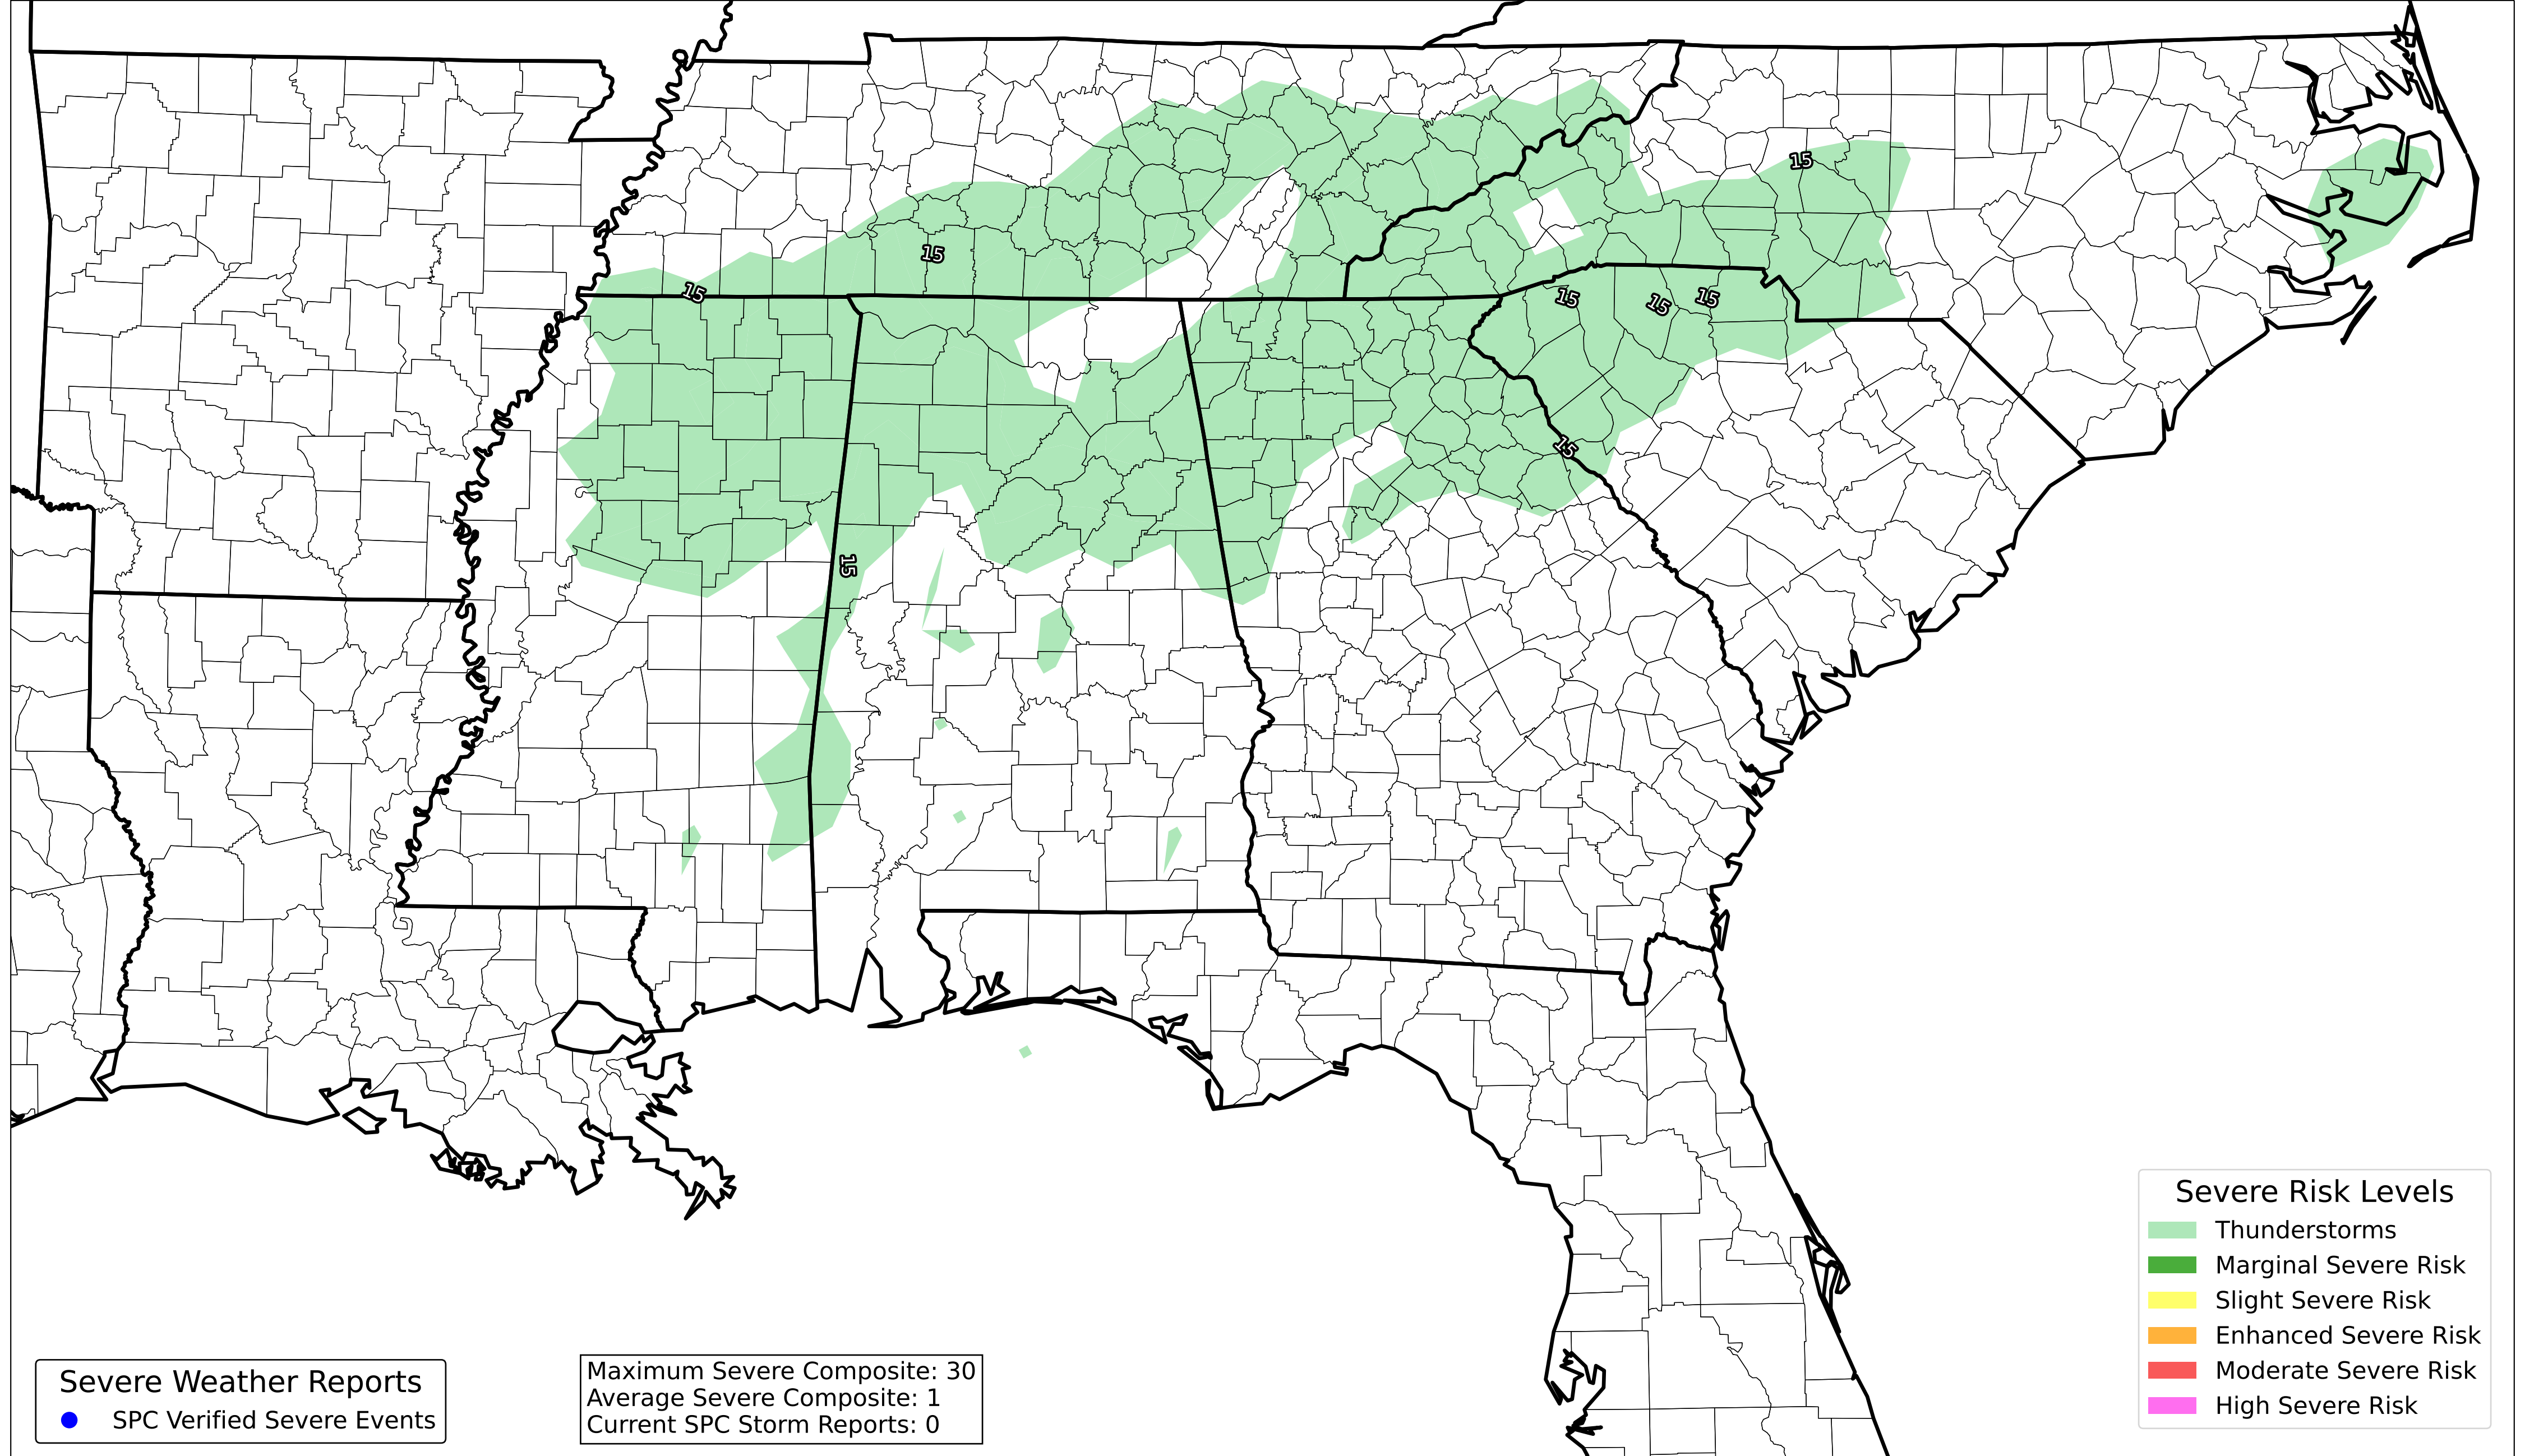 15
15
15
15
15
15
15
15
Severe Risk Levels
Thunderstorms
Marginal Severe Risk
Slight Severe Risk
Enhanced Severe Risk
Moderate Severe Risk
High Severe Risk
Severe Weather Reports
SPC Verified Severe Events
Maximum Severe Composite: 30
Average Severe Composite: 1
Current SPC Storm Reports: 0